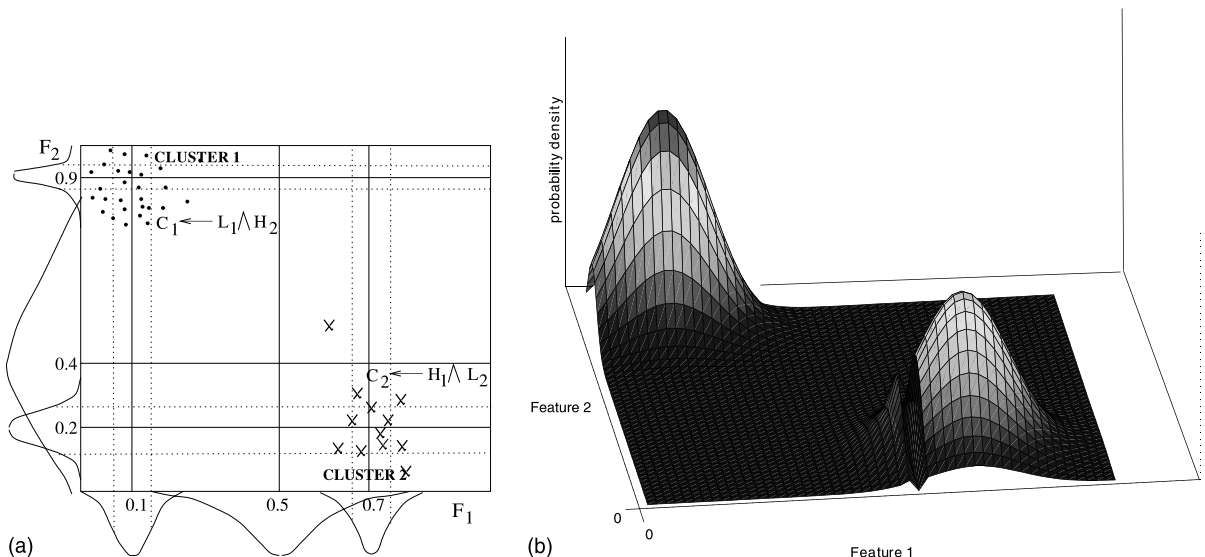 F2
CLUSTER 1
0.9
C1 ← L1 ⋀ H2
0.4
C2 ← H1 ⋀ L2
0.2
CLUSTER 2
0.1
0.5
0.7
F1
(a)
probability density
Feature 2
0
0
Feature 1
(b)